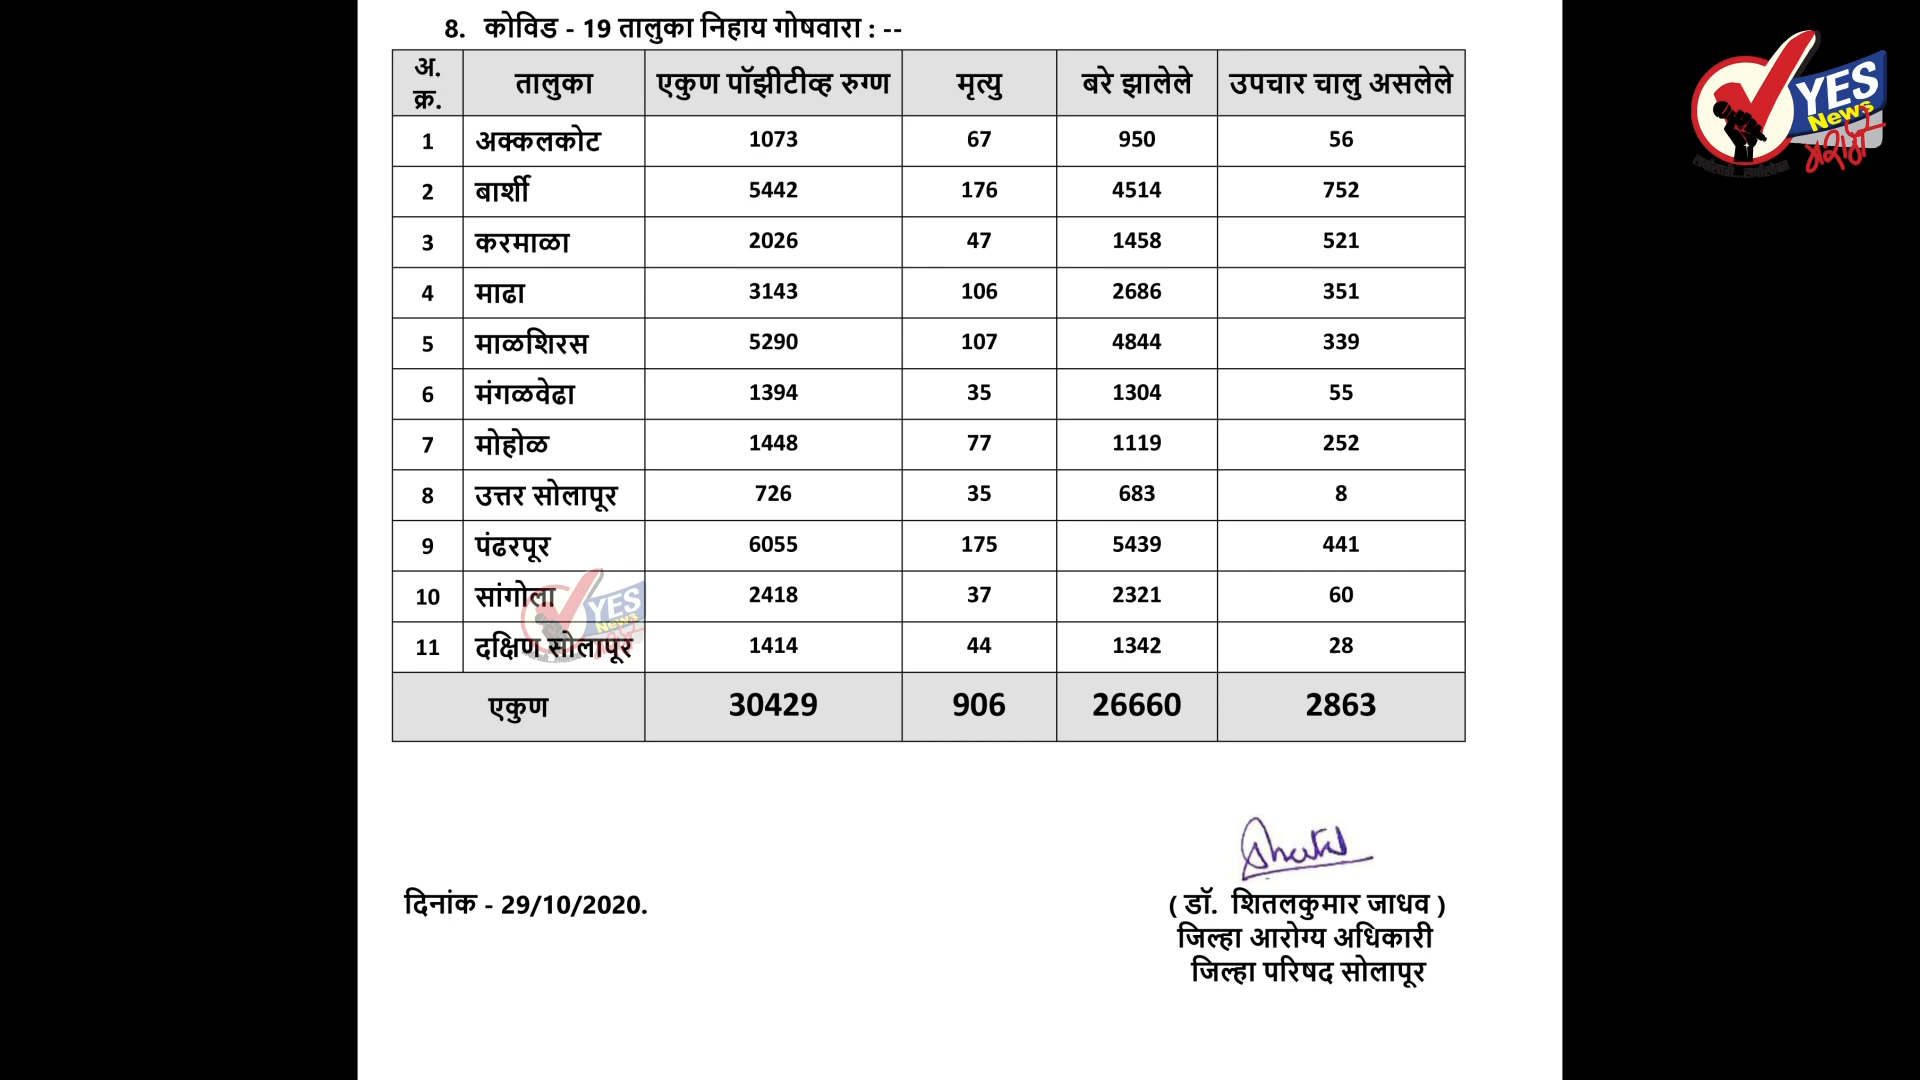 8. कोविड - 19 तालुका निहाय गोषवारा : --
अ. क्र. तालुका एकुण पॉझीटीव्ह रुग्ण मृत्यु बरे झालेले उपचार चालु असलेले
1 अक्कलकोट 1073 67 950 56
2 बार्शी 5442 176 4514 752
3 करमाळा 2026 47 1458 521
4 माढा 3143 106 2686 351
5 माळशिरस 5290 107 4844 339
6 मंगळवेढा 1394 35 1304 55
7 मोहोळ 1448 77 1119 252
8 उत्तर सोलापूर 726 35 683 8
9 पंढरपूर 6055 175 5439 441
10 सांगोला 2418 37 2321 60
11 दक्षिण सोलापूर 1414 44 1342 28
एकुण 30429 906 26660 2863
दिनांक - 29/10/2020.
( डॉ. शितलकुमार जाधव )
जिल्हा आरोग्य अधिकारी
जिल्हा परिषद सोलापूर
YES
News
मराठी
YES
News
मराठी